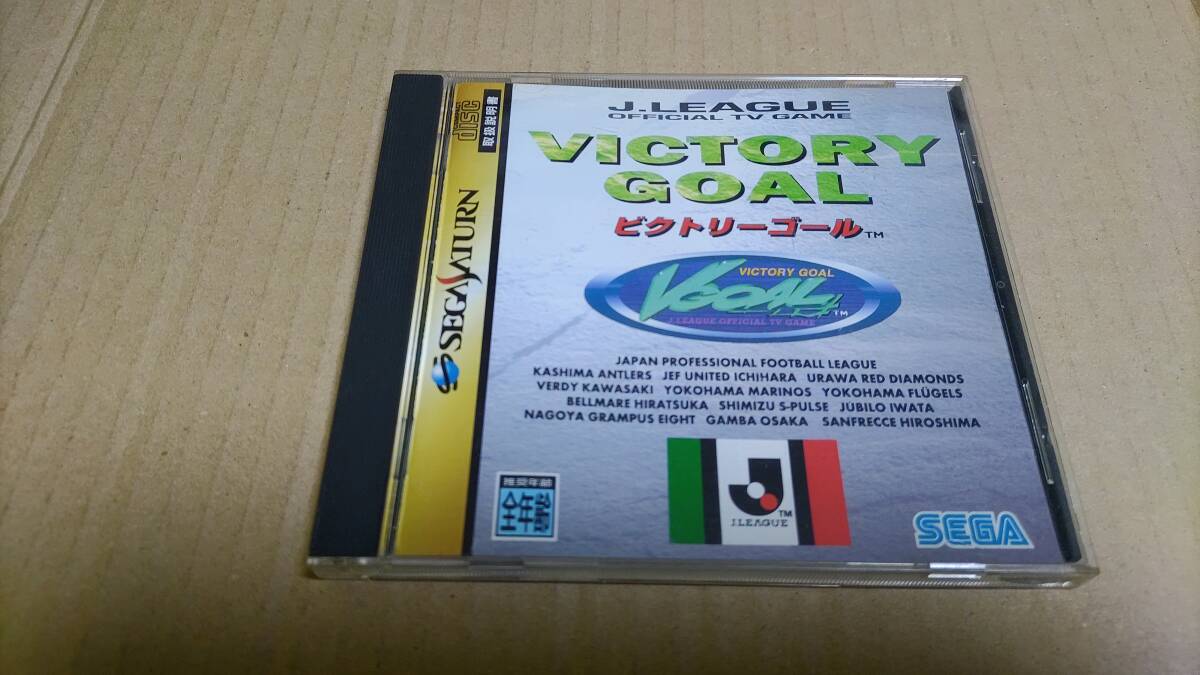 J.LEAGUE
OFFICIAL TV GAME
VICTORY
GOAL
ビクトリーゴール™
VICTORY GOAL
VGOAL™
J.LEAGUE OFFICIAL TV GAME
JAPAN PROFESSIONAL FOOTBALL LEAGUE
KASHIMA ANTLERS JEF UNITED ICHIHARA URAWA RED DIAMONDS
VERDY KAWASAKI YOKOHAMA MARINOS YOKOHAMA FLÜGELS
BELLMARE HIRATSUKA SHIMIZU S-PULSE JUBILO IWATA
NAGOYA GRAMPUS EIGHT GAMBA OSAKA SANFRECCE HIROSHIMA
J™
J.LEAGUE
SEGA
推奨年齢
全年齢
COMPACT
disc
取扱説明書
SEGA SATURN